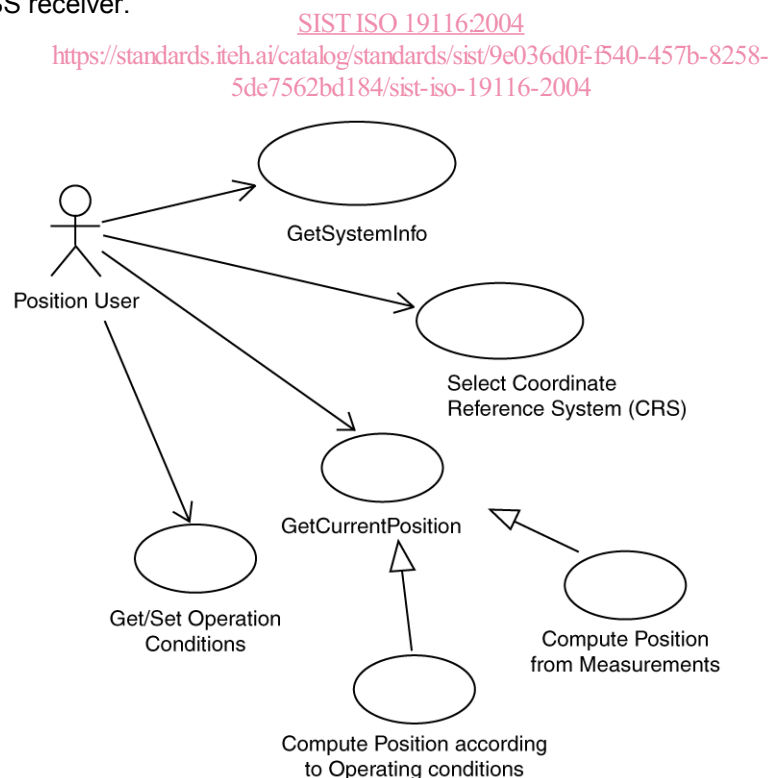 SS receiver.
SIST ISO 19116:2004
https://standards.iteh.ai/catalog/standards/sist/9e036d0f-f540-457b-8258-
5de7562bd184/sist-iso-19116-2004
GetSystemInfo
Position User
Select Coordinate
Reference System (CRS)
GetCurrentPosition
Get/Set Operation
Conditions
Compute Position
from Measurements
Compute Position according
to Operating conditions